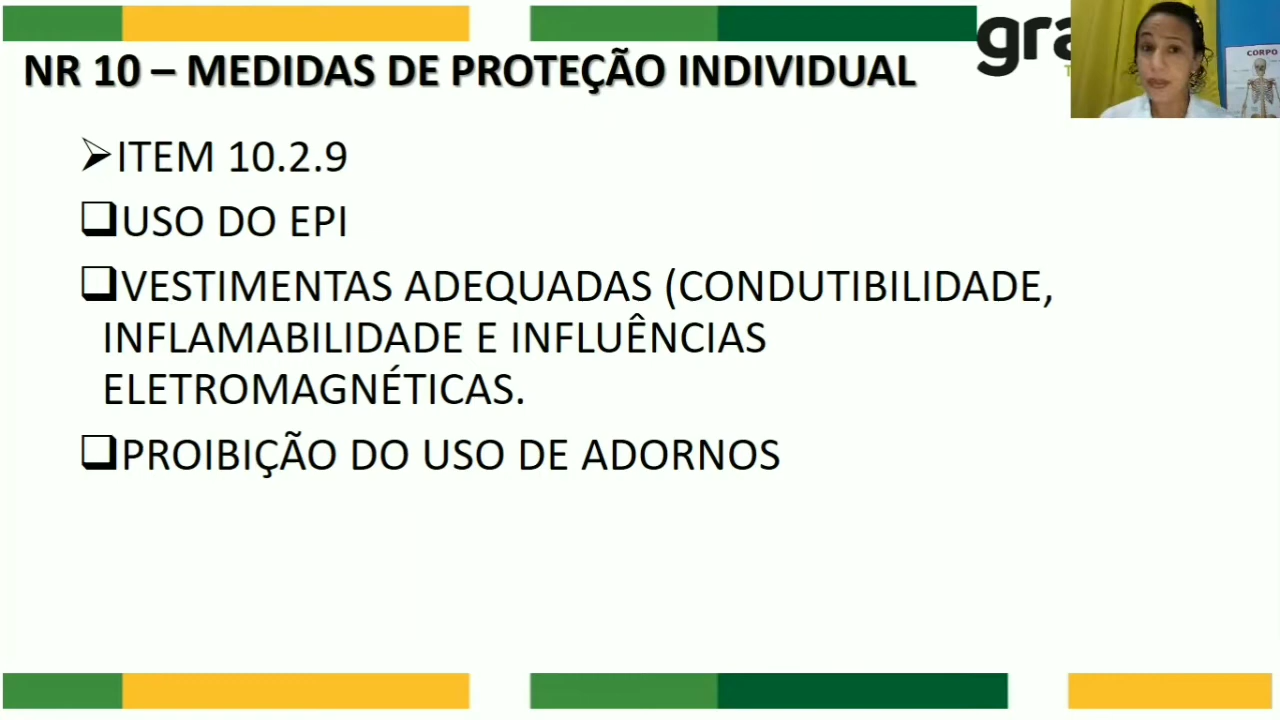 NR 10 – MEDIDAS DE PROTEÇÃO INDIVIDUAL
CORPO
ITEM 10.2.9
USO DO EPI
VESTIMENTAS ADEQUADAS (CONDUTIBILIDADE,
INFLAMABILIDADE E INFLUÊNCIAS
ELETROMAGNÉTICAS.
PROIBIÇÃO DO USO DE ADORNOS